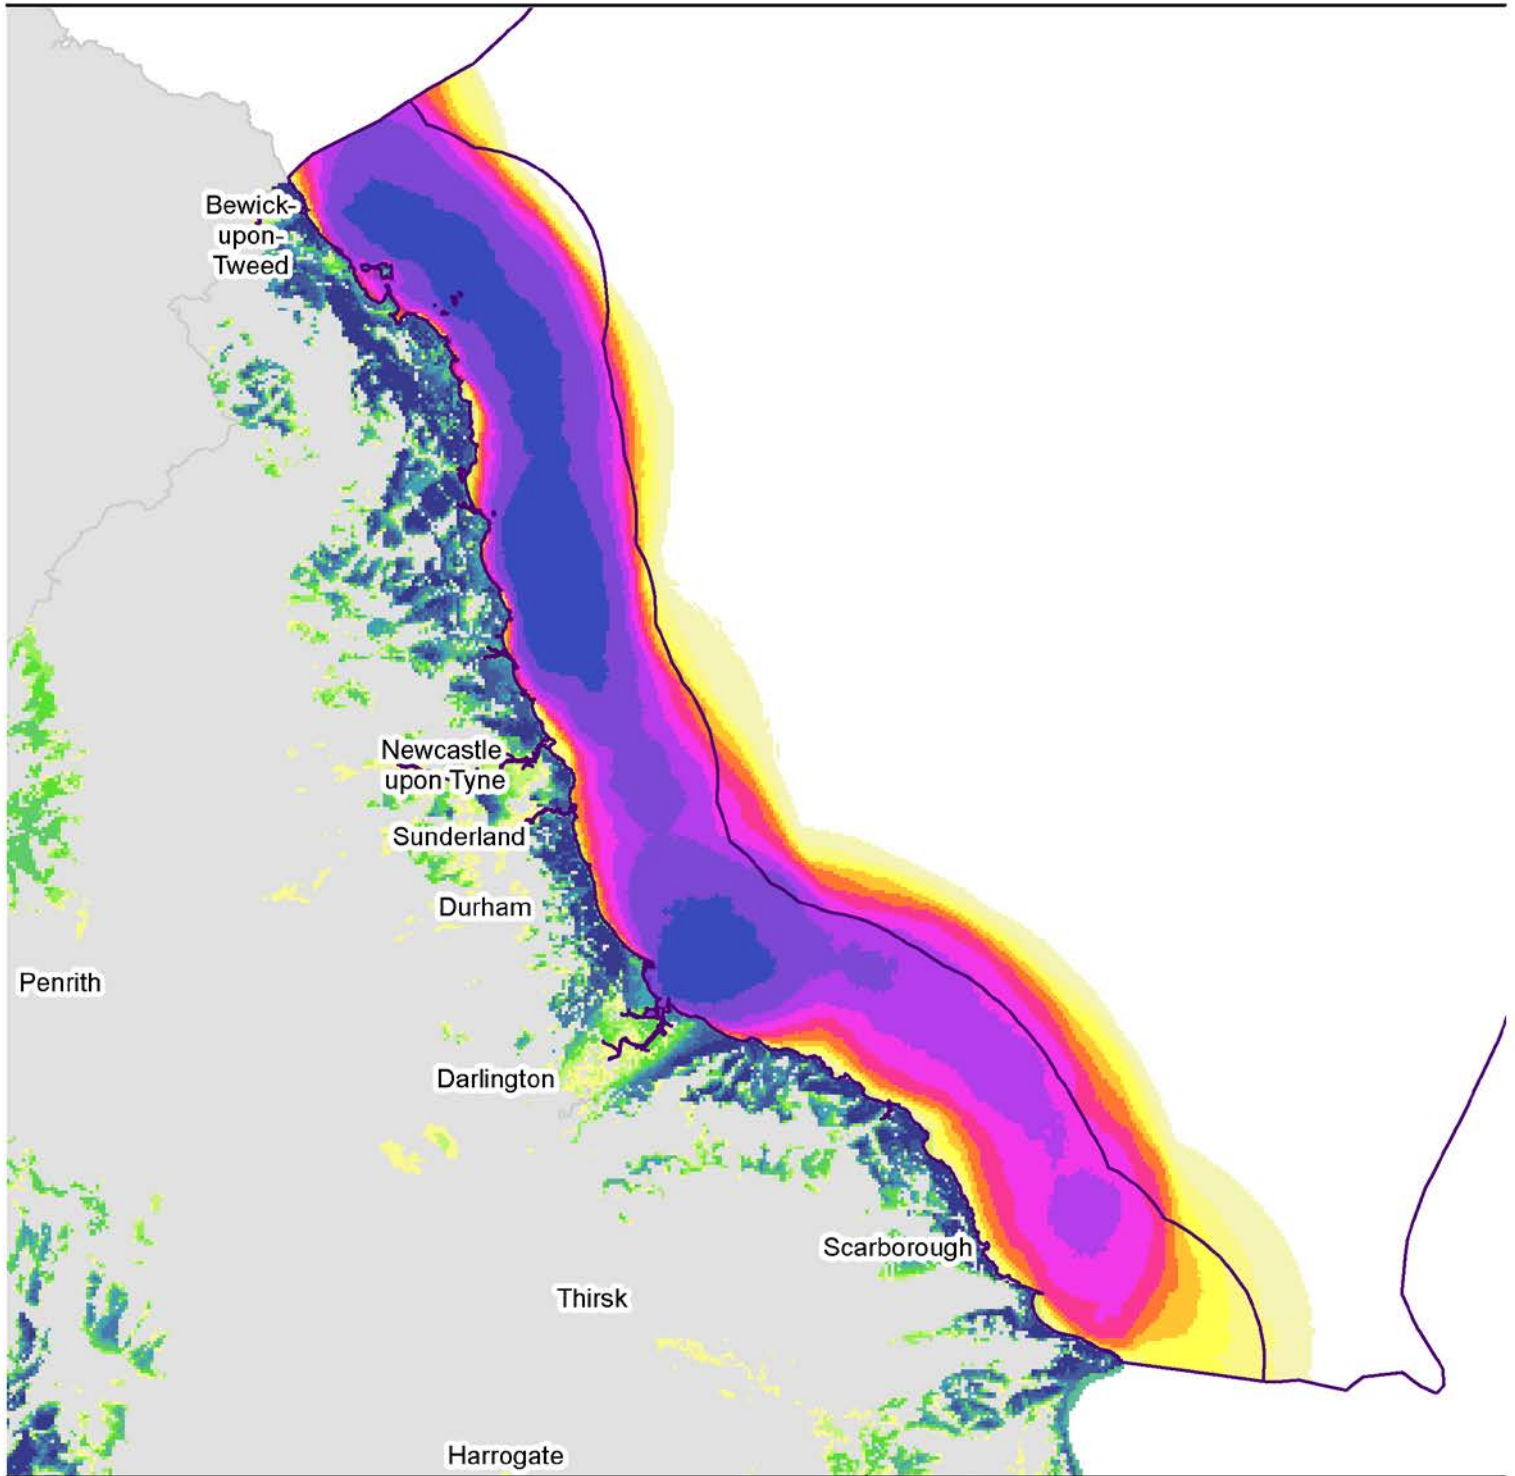 Bewick-
upon-
Tweed
Newcastle
upon Tyne
Sunderland
Durham
Penrith
Darlington
Scarborough
Thirsk
Harrogate